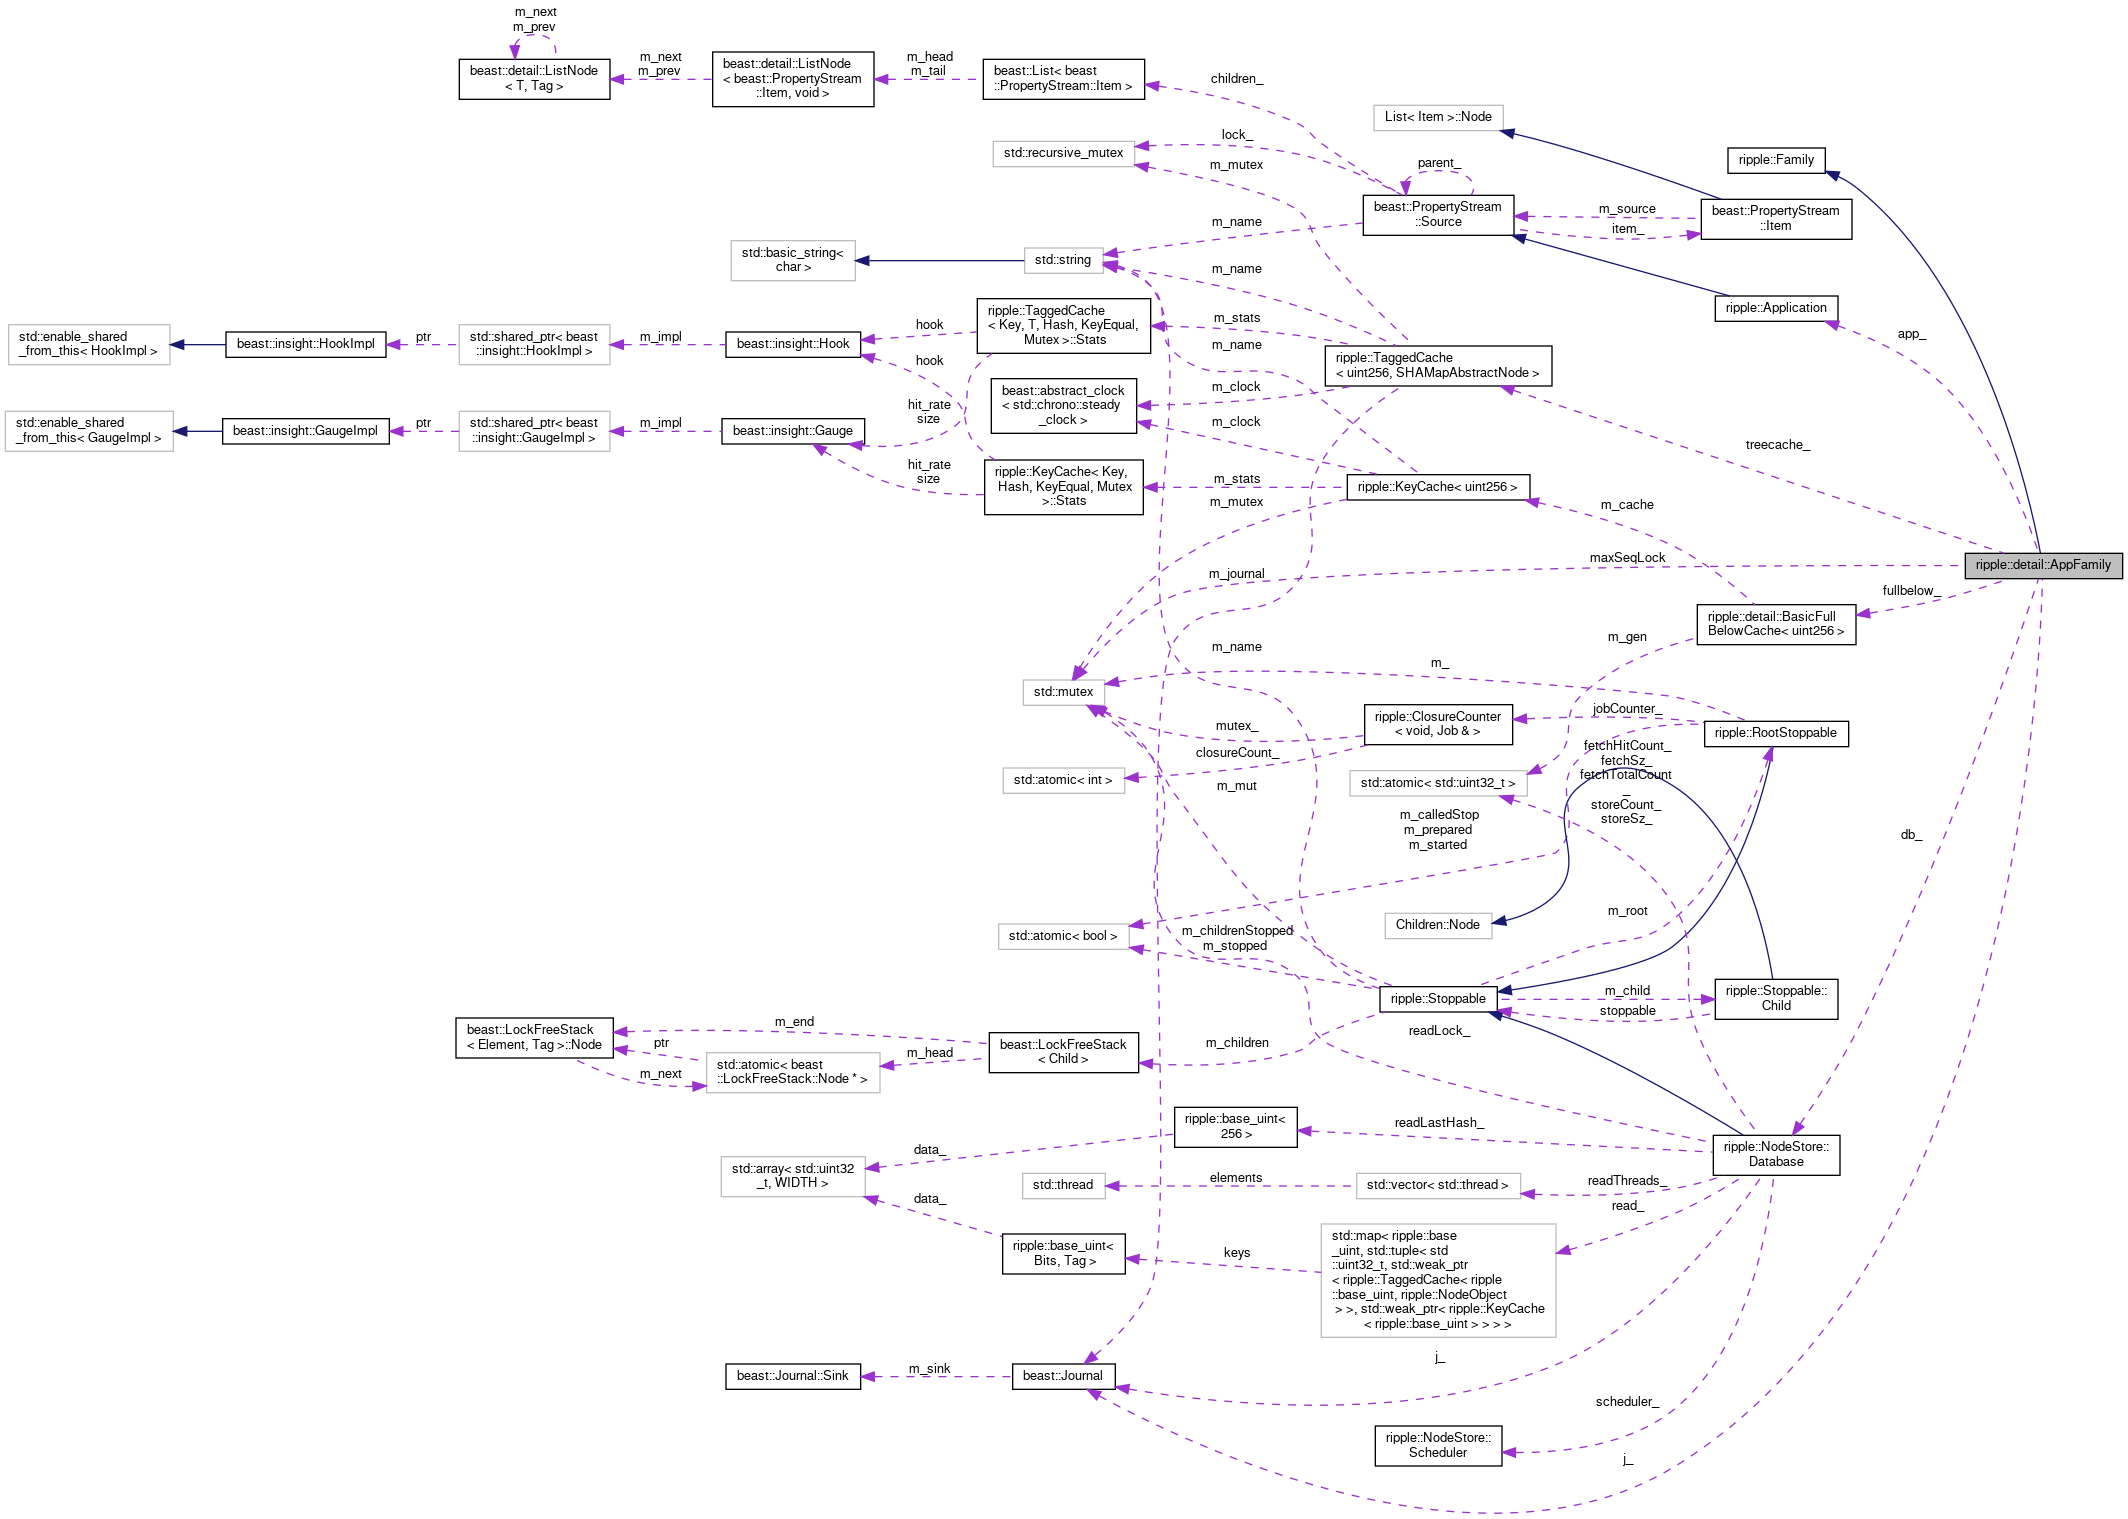 m_next
m_prev
beast::detail::ListNode
< T, Tag >
m_next
m_prev
beast::detail::ListNode
< beast::PropertyStream
::Item, void >
m_head
m_tail
beast::List< beast
::PropertyStream::Item >
children_
List< Item >::Node
lock_
std::recursive_mutex
m_mutex
parent_
ripple::Family
beast::PropertyStream
::Source
m_source
item_
beast::PropertyStream
::Item
m_name
std::basic_string<
char >
std::string
m_name
ripple::Application
app_
std::enable_shared
_from_this< HookImpl >
beast::insight::HookImpl
ptr
std::shared_ptr< beast
::insight::HookImpl >
m_impl
beast::insight::Hook
hook
hook
ripple::TaggedCache
< Key, T, Hash, KeyEqual,
Mutex >::Stats
m_stats
m_name
ripple::TaggedCache
< uint256, SHAMapAbstractNode >
beast::abstract_clock
< std::chrono::steady
_clock >
m_clock
m_clock
std::enable_shared
_from_this< GaugeImpl >
beast::insight::GaugeImpl
ptr
std::shared_ptr< beast
::insight::GaugeImpl >
m_impl
beast::insight::Gauge
hit_rate
size
hit_rate
size
treecache_
ripple::KeyCache< Key,
Hash, KeyEqual, Mutex
>::Stats
m_stats
m_mutex
ripple::KeyCache< uint256 >
m_cache
maxSeqLock
ripple::detail::AppFamily
m_journal
fullbelow_
ripple::detail::BasicFull
BelowCache< uint256 >
m_gen
m_name
m_
std::mutex
mutex_
ripple::ClosureCounter
< void, Job & >
jobCounter_
ripple::RootStoppable
closureCount_
std::atomic< int >
m_mut
std::atomic< std::uint32_t >
fetchHitCount_
fetchSz_
fetchTotalCount
_
storeCount_
storeSz_
m_calledStop
m_prepared
m_started
db_
m_root
Children::Node
std::atomic< bool >
m_childrenStopped
m_stopped
ripple::Stoppable
m_child
stoppable
ripple::Stoppable::
Child
beast::LockFreeStack
< Element, Tag >::Node
m_end
ptr
m_next
std::atomic< beast
::LockFreeStack::Node * >
m_head
beast::LockFreeStack
< Child >
m_children
readLock_
ripple::base_uint<
256 >
readLastHash_
ripple::NodeStore::
Database
data_
std::array< std::uint32
_t, WIDTH >
data_
std::thread
elements
std::vector< std::thread >
readThreads_
read_
ripple::base_uint<
Bits, Tag >
keys
std::map< ripple::base
_uint, std::tuple< std
::uint32_t, std::weak_ptr
< ripple::TaggedCache< ripple
::base_uint, ripple::NodeObject
> >, std::weak_ptr< ripple::KeyCache
< ripple::base_uint > > > >
beast::Journal::Sink
m_sink
beast::Journal
j_
scheduler_
ripple::NodeStore::
Scheduler
j_